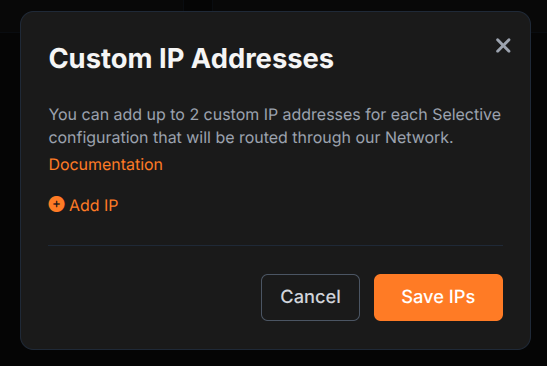 Custom IP Addresses
You can add up to 2 custom IP addresses for each Selective
configuration that will be routed through our Network.
Documentation
Add IP
Cancel
Save IPs